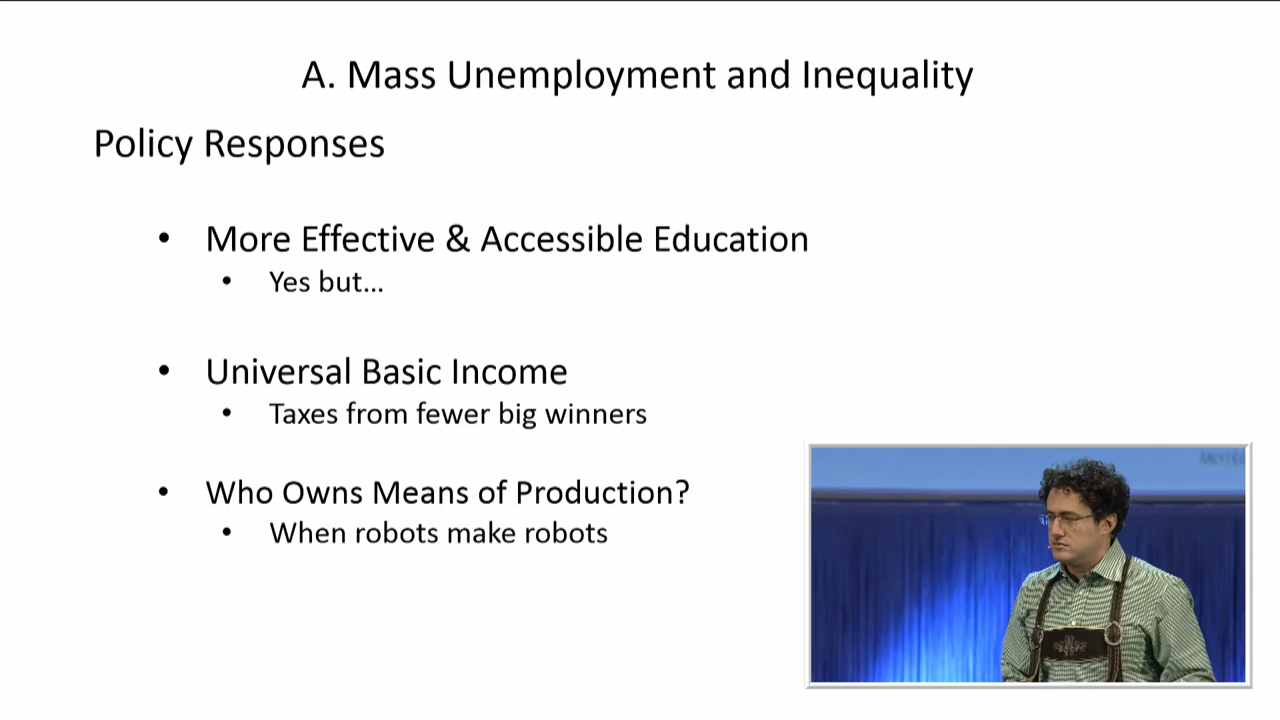 A. Mass Unemployment and Inequality
Policy Responses
• More Effective & Accessible Education
• Yes but...
• Universal Basic Income
• Taxes from fewer big winners
• Who Owns Means of Production?
• When robots make robots